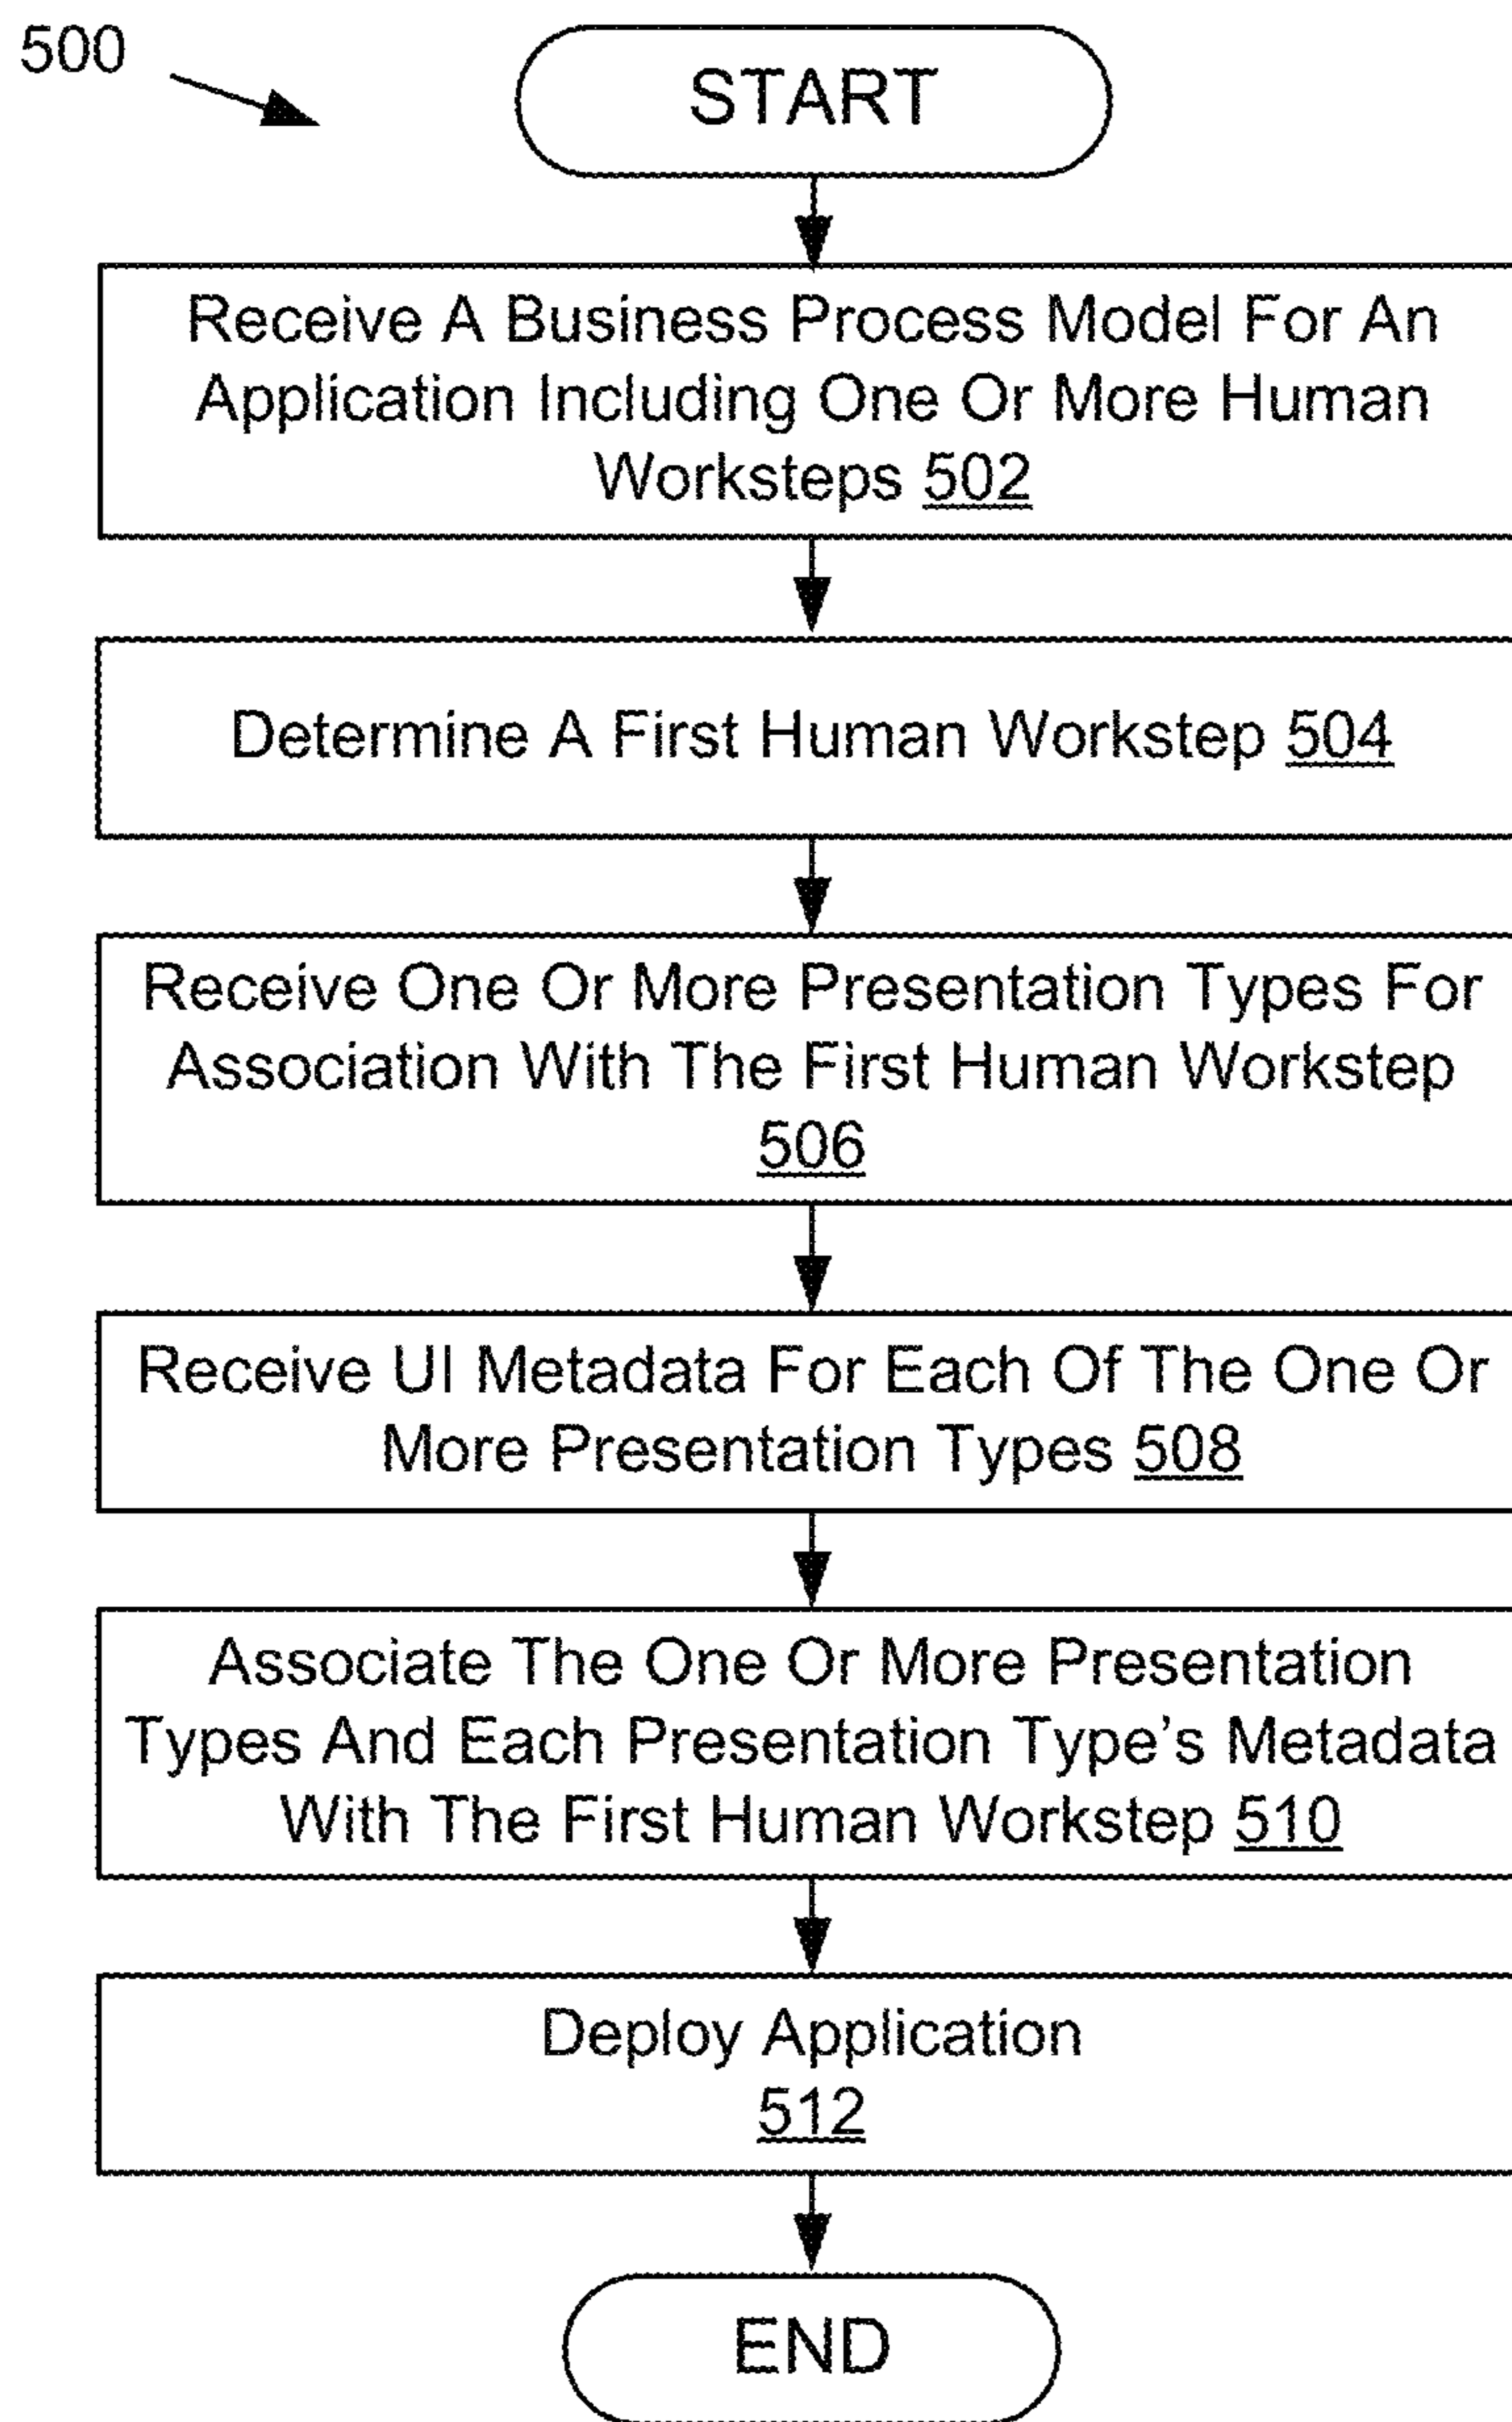 500
START
Receive A Business Process Model For An
Application Including One Or More Human
Worksteps 502
Determine A First Human Workstep 504
Receive One Or More Presentation Types For
Association With The First Human Workstep
506
Receive UI Metadata For Each Of The One Or
More Presentation Types 508
Associate The One Or More Presentation
Types And Each Presentation Type's Metadata
With The First Human Workstep 510
Deploy Application
512
END